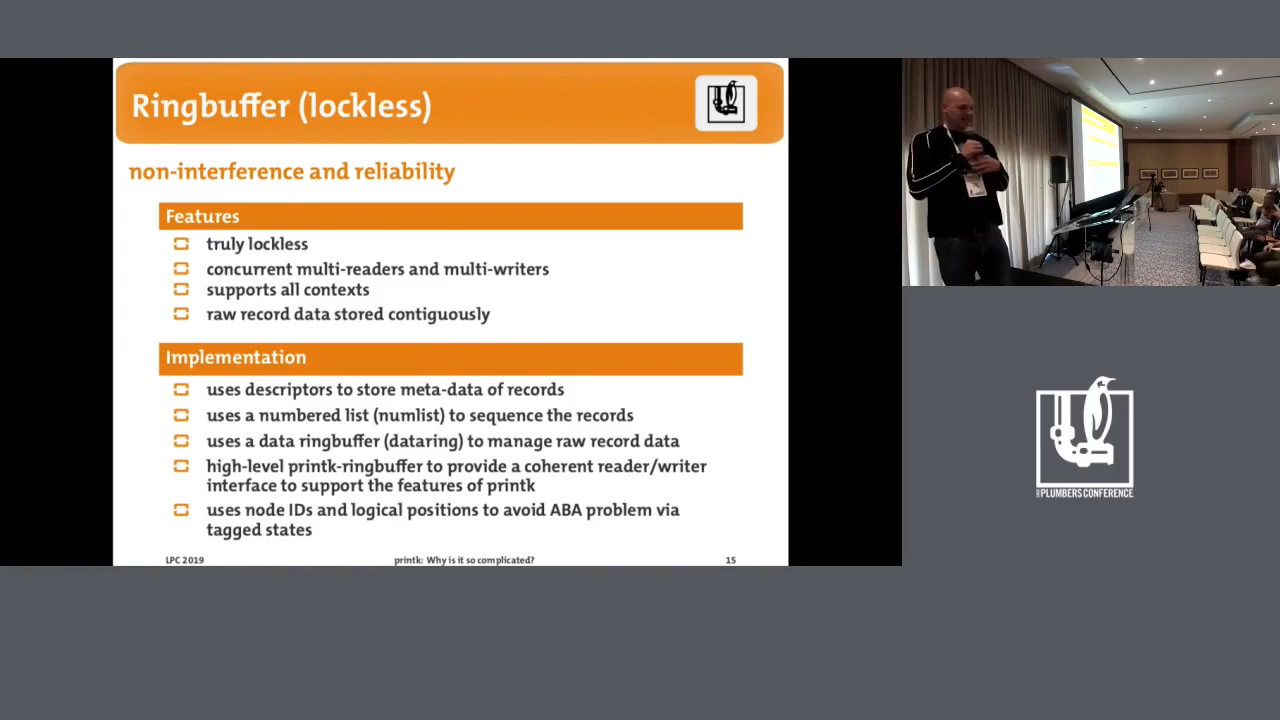 Ringbuffer (lockless)
non-interference and reliability
Features
truly lockless
concurrent multi-readers and multi-writers
supports all contexts
raw record data stored contiguously
Implementation
uses descriptors to store meta-data of records
uses a numbered list (numlist) to sequence the records
uses a data ringbuffer (dataring) to manage raw record data
high-level printk-ringbuffer to provide a coherent reader/writer
interface to support the features of printk
uses node IDs and logical positions to avoid ABA problem via
tagged states
LPC 2019
printk: Why is it so complicated?
15
PLUMBERS CONFERENCE